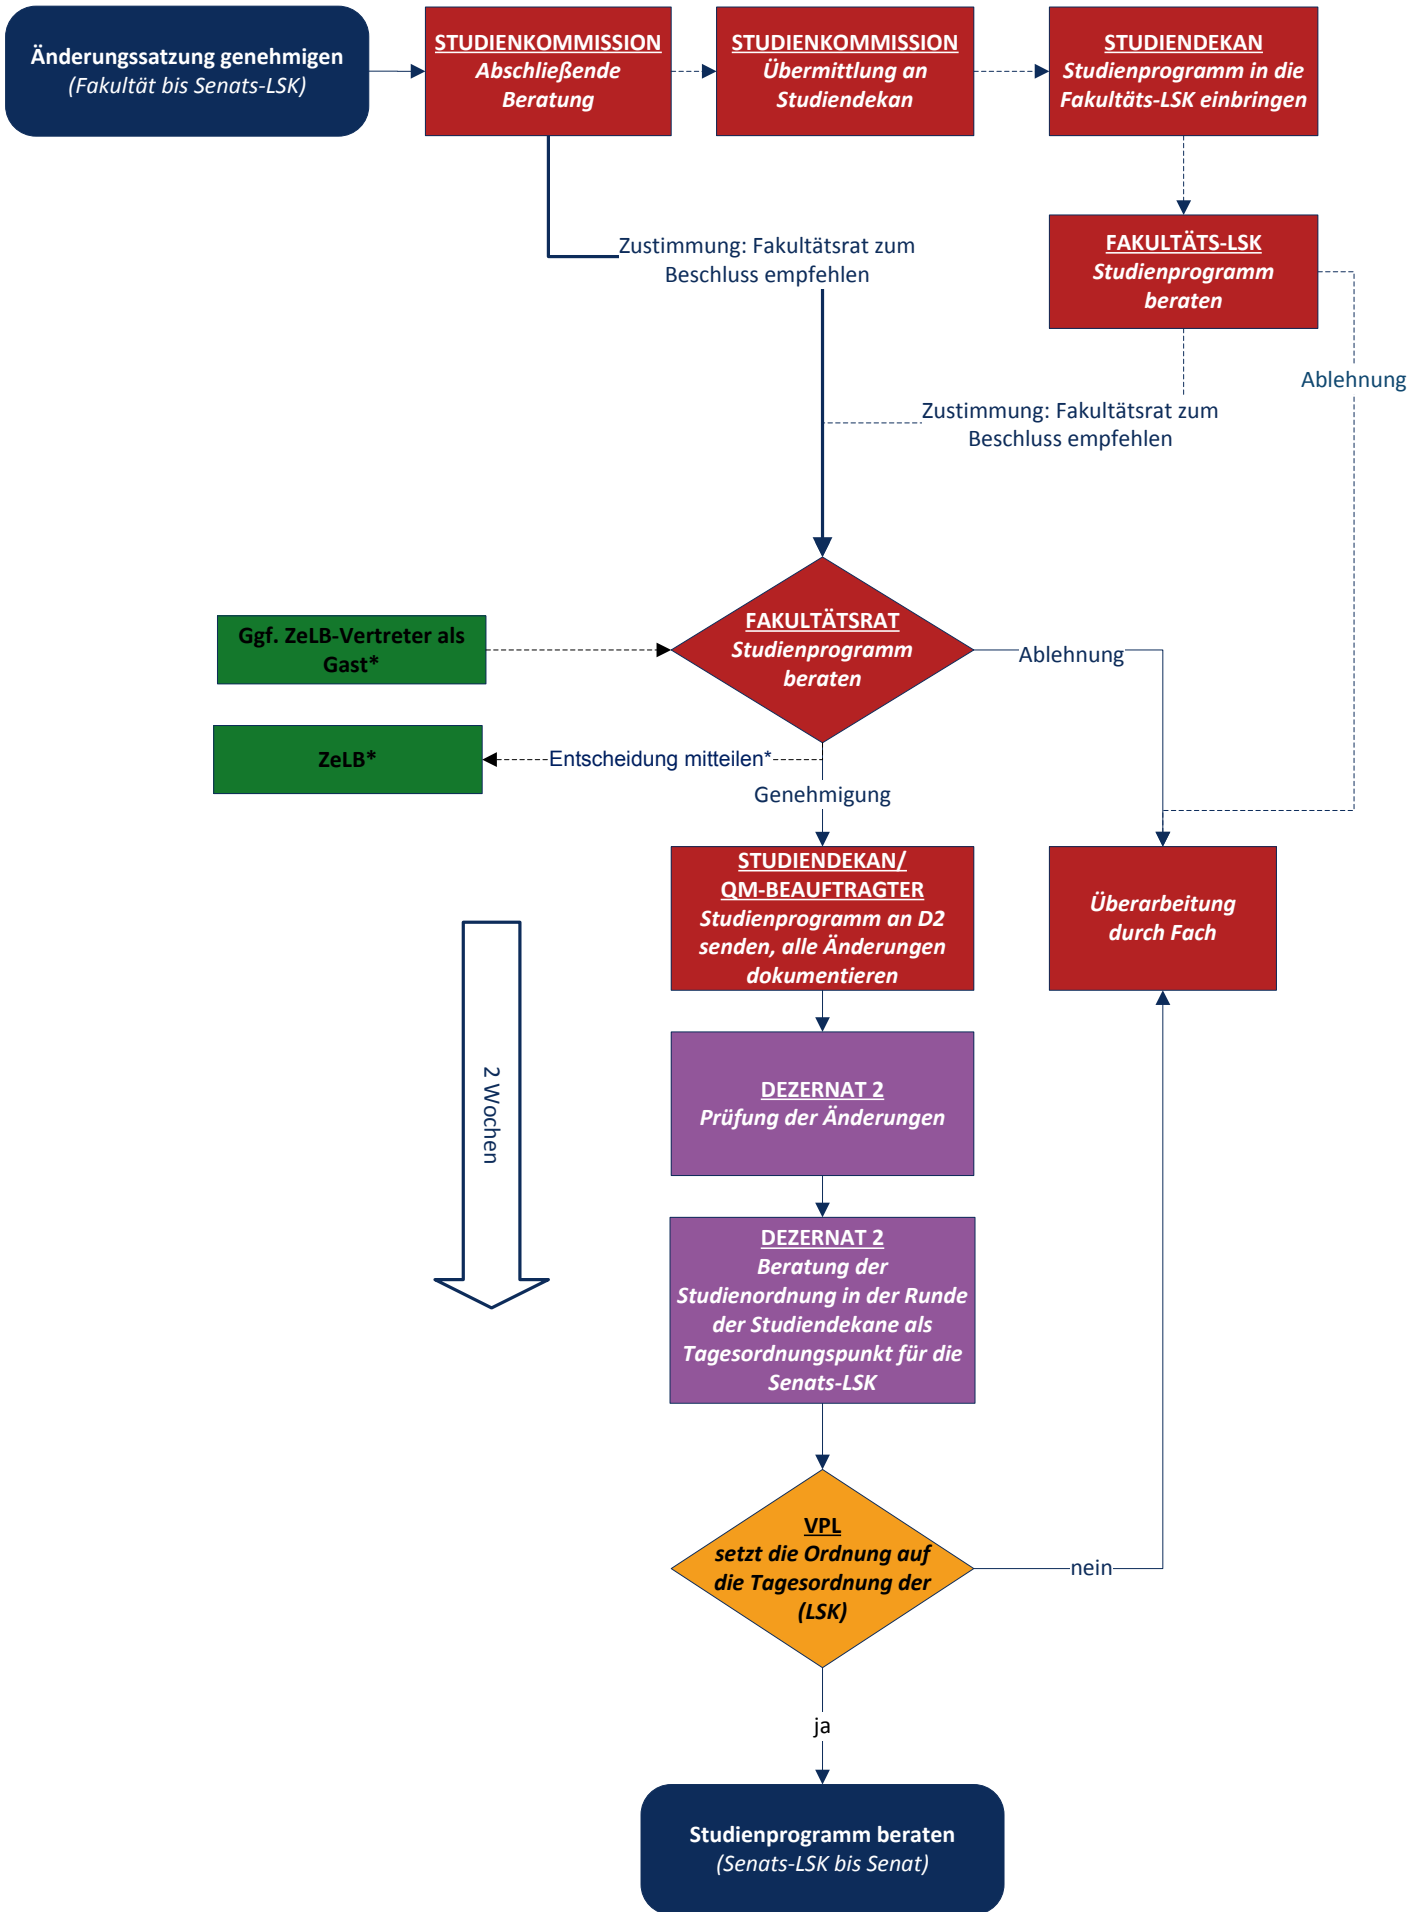 Änderungssatzung genehmigen
(Fakultät bis Senats-LSK)
STUDIENKOMMISSION
Abschließende
Beratung
STUDIENKOMMISSION
Übermittlung an
Studiendekan
STUDIENDEKAN
Studienprogramm in die
Fakultäts-LSK einbringen
Zustimmung: Fakultätsrat zum
Beschluss empfehlen
FAKULTÄTS-LSK
Studienprogramm
beraten
Ablehnung
Zustimmung: Fakultätsrat zum
Beschluss empfehlen
Ggf. ZeLB-Vertreter als
Gast*
FAKULTÄTSRAT
Studienprogramm
beraten
Ablehnung
ZeLB*
Entscheidung mitteilen*
Genehmigung
STUDIENDEKAN/
QM-BEAUFTRAGTER
Studienprogramm an D2
senden, alle Änderungen
dokumentieren
Überarbeitung
durch Fach
2 Wochen
DEZERNAT 2
Prüfung der Änderungen
DEZERNAT 2
Beratung der
Studienordnung in der Runde
der Studiendekane als
Tagesordnungspunkt für die
Senats-LSK
VPL
setzt die Ordnung auf
die Tagesordnung der
(LSK)
nein
ja
Studienprogramm beraten
(Senats-LSK bis Senat)